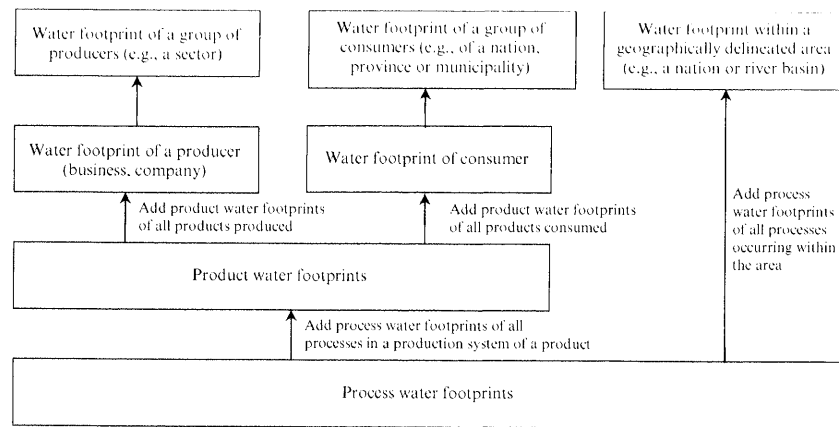 Water footprint of a group of
producers (e.g., a sector)
Water footprint of a group of
consumers (e.g., of a nation,
province or municipality)
Water footprint within a
geographically delineated area
(e.g., a nation or river basin)
Water footprint of a producer
(business, company)
Water footprint of consumer
Add product water footprints
of all products produced
Add product water footprints
of all products consumed
Add process
water footprints
of all processes
occurring within
the area
Product water footprints
Add process water footprints of all
processes in a production system of a product
Process water footprints